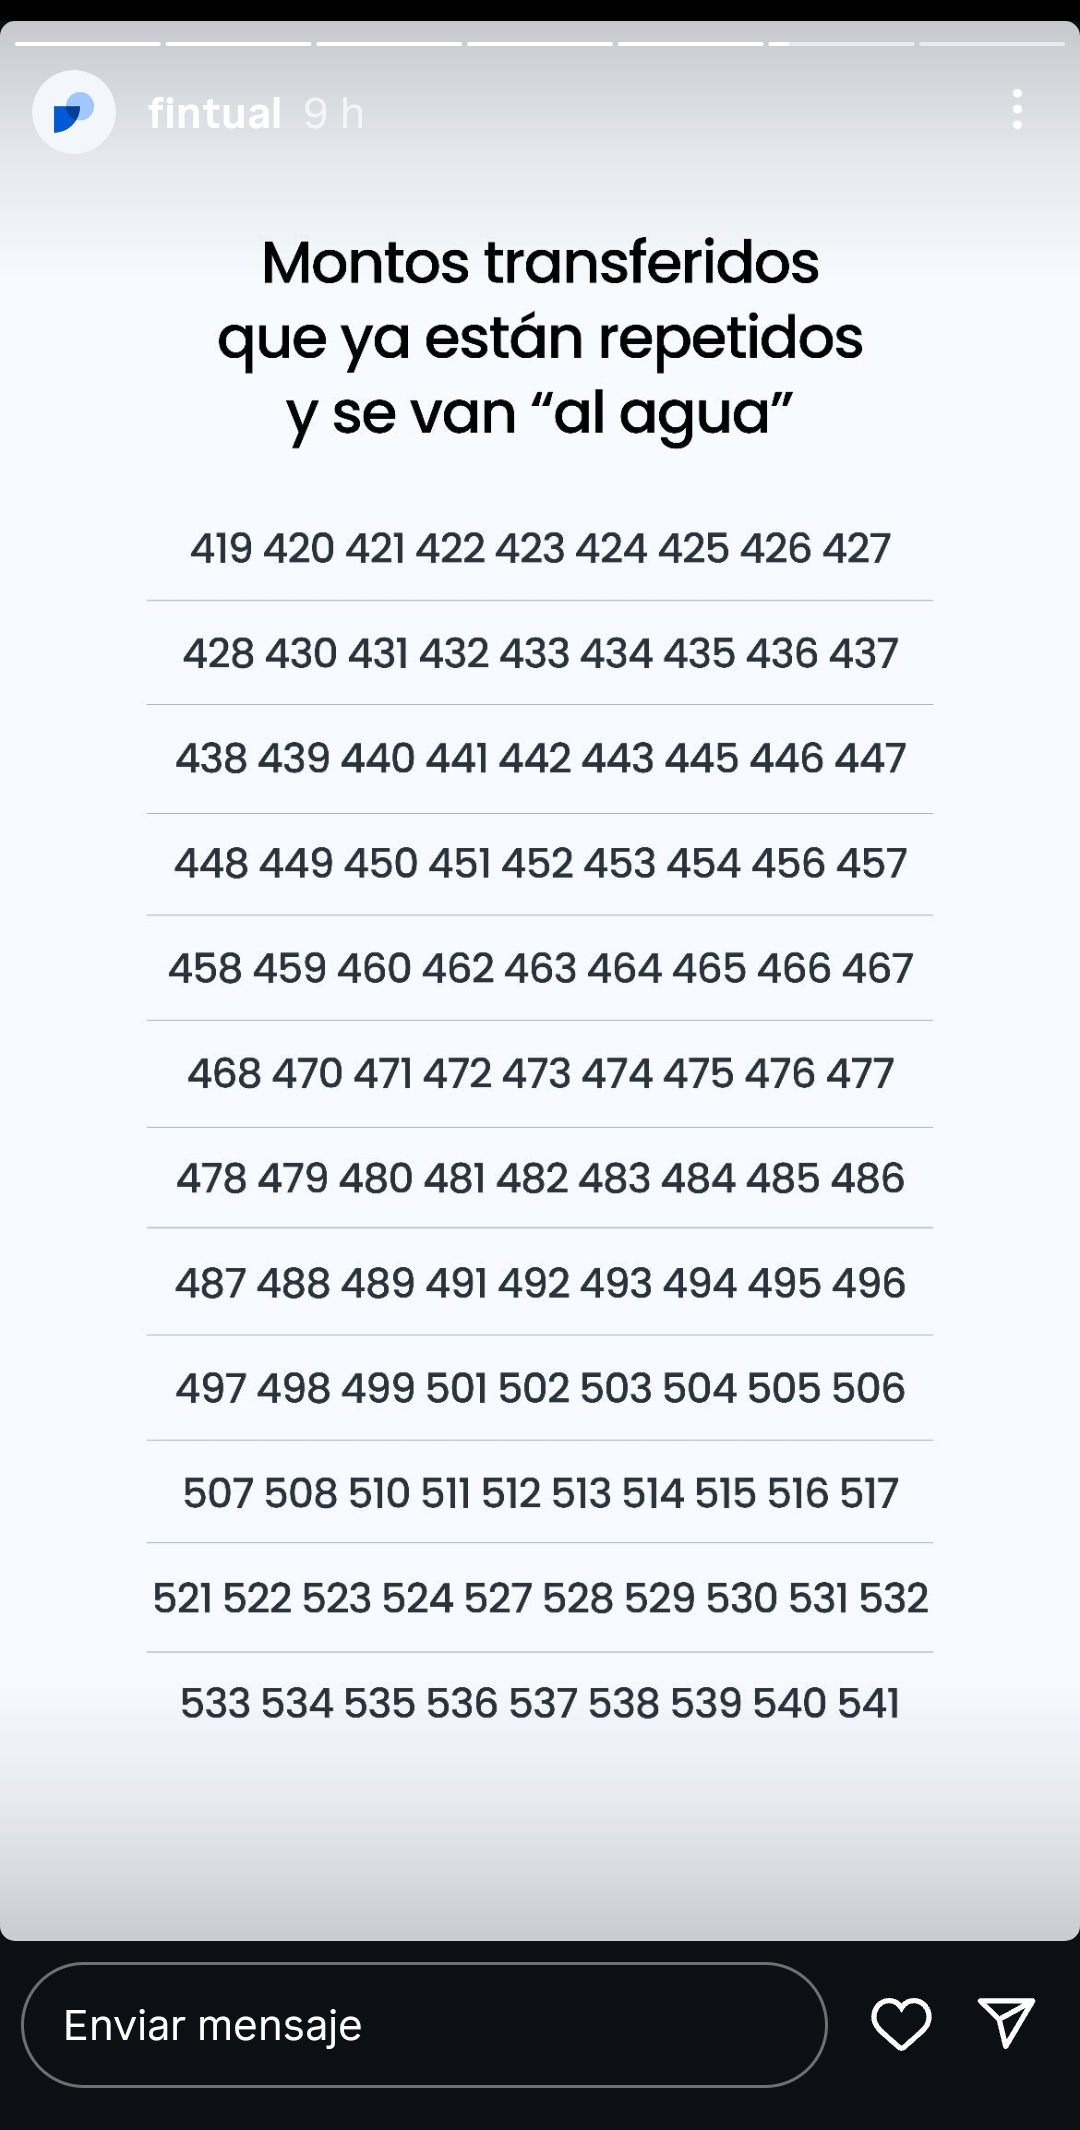 fintual 9 h
Montos transferidos
que ya están repetidos
y se van “al agua”
419 420 421 422 423 424 425 426 427
428 430 431 432 433 434 435 436 437
438 439 440 441 442 443 445 446 447
448 449 450 451 452 453 454 456 457
458 459 460 462 463 464 465 466 467
468 470 471 472 473 474 475 476 477
478 479 480 481 482 483 484 485 486
487 488 489 491 492 493 494 495 496
497 498 499 501 502 503 504 505 506
507 508 510 511 512 513 514 515 516 517
521 522 523 524 527 528 529 530 531 532
533 534 535 536 537 538 539 540 541
Enviar mensaje